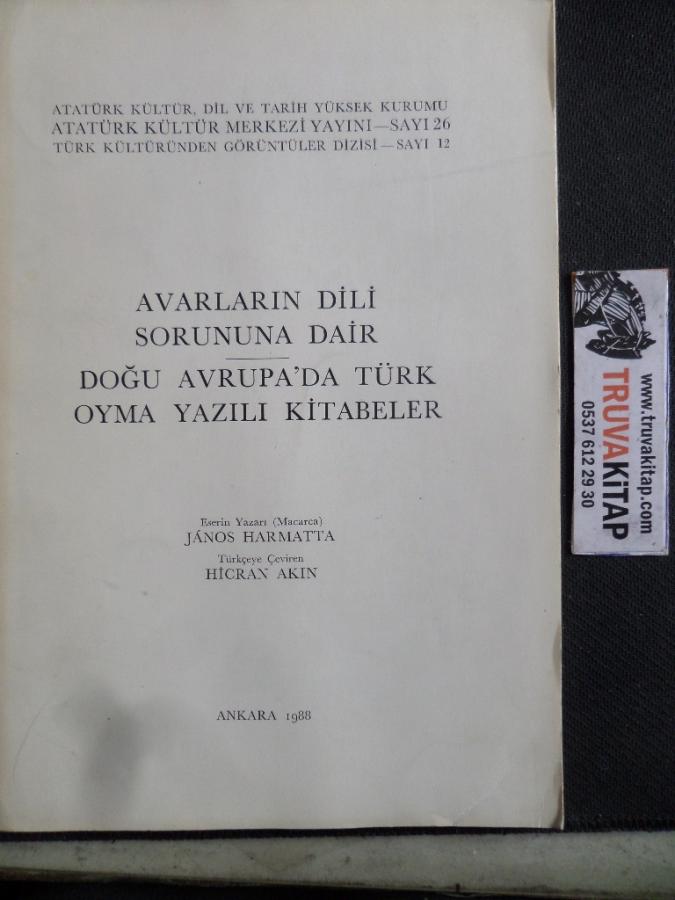 ATATÜRK KÜLTÜR, DİL VE TARİH YÜKSEK KURUMU
ATATÜRK KÜLTÜR MERKEZİ YAYINI—SAYI 26
TÜRK KÜLTÜRÜNDEN GÖRÜNTÜLER DİZİSİ—SAYI 12
AVARLARIN DİLİ
SORUNUNA DAİR
DOĞU AVRUPA'DA TÜRK
OYMA YAZILI KİTABELER
Eserin Yazarı (Macarca)
JÁNOS HARMATTA
Türkçeye Çeviren
HİCRAN AKIN
ANKARA 1988
www.truvakitap.com
TRUVAKİTAP
0537 612 29 30